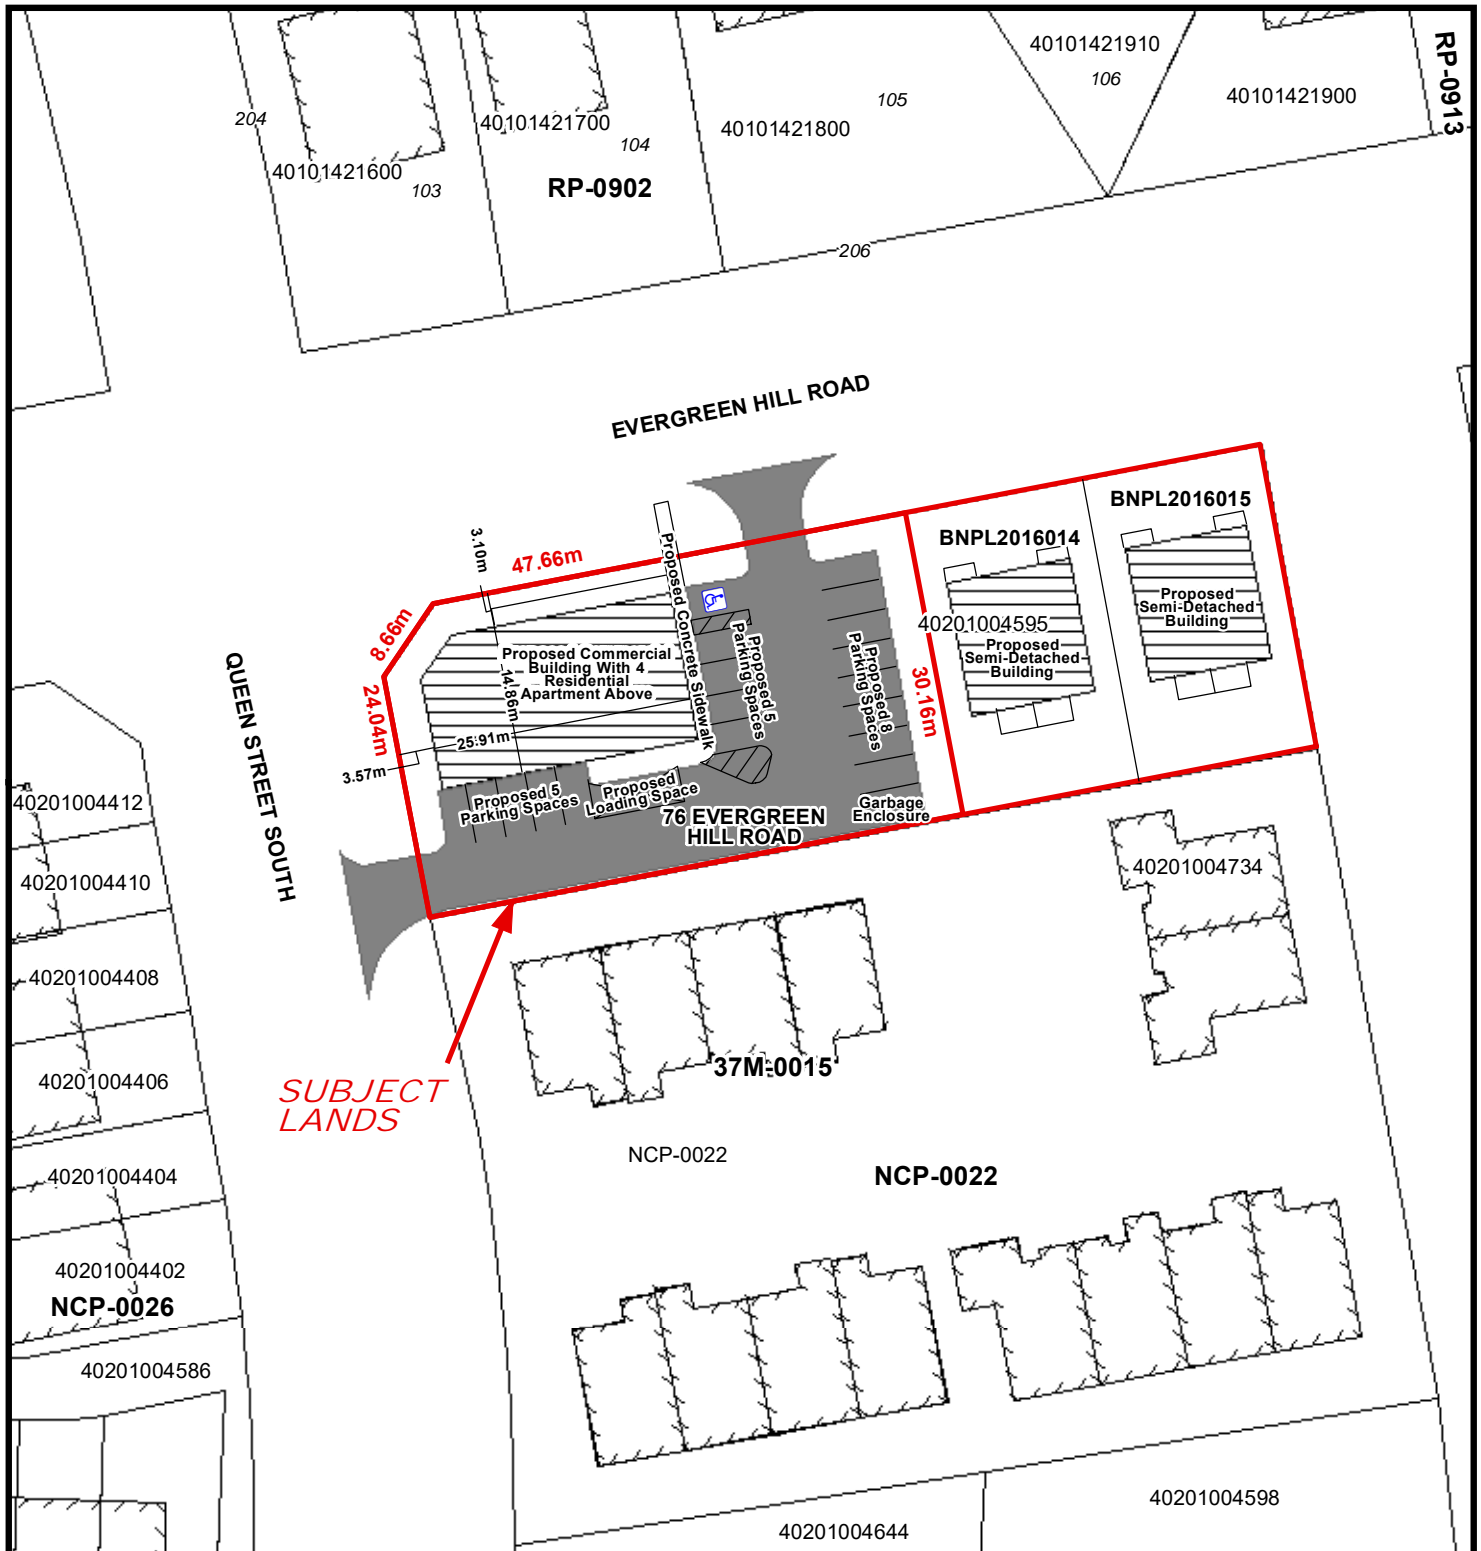 40101421910
106
RP-0913
204
105
40101421900
40101421700
40101421800
104
40101421600
103
RP-0902
206
EVERGREEN HILL ROAD
BNPL2016015
3.10m
BNPL2016014
47.66m
Proposed Concrete Sidewalk
8.66m
40201004595
Proposed
Semi-Detached
Building
Proposed
Semi-Detached
Building
Proposed Commercial
Building With 4
Residential
Apartment Above
14.86m
Proposed 5
Parking Spaces
Proposed 8
Parking Spaces
30.16m
QUEEN STREET SOUTH
24.04m
25.91m
3.57m
Proposed 5
Parking Spaces
Proposed
Loading Space
Garbage
Enclosure
76 EVERGREEN
HILL ROAD
40201004412
40201004410
40201004734
40201004408
40201004406
37M-0015
SUBJECT
LANDS
NCP-0022
NCP-0022
40201004404
40201004402
NCP-0026
40201004586
40201004598
40201004644